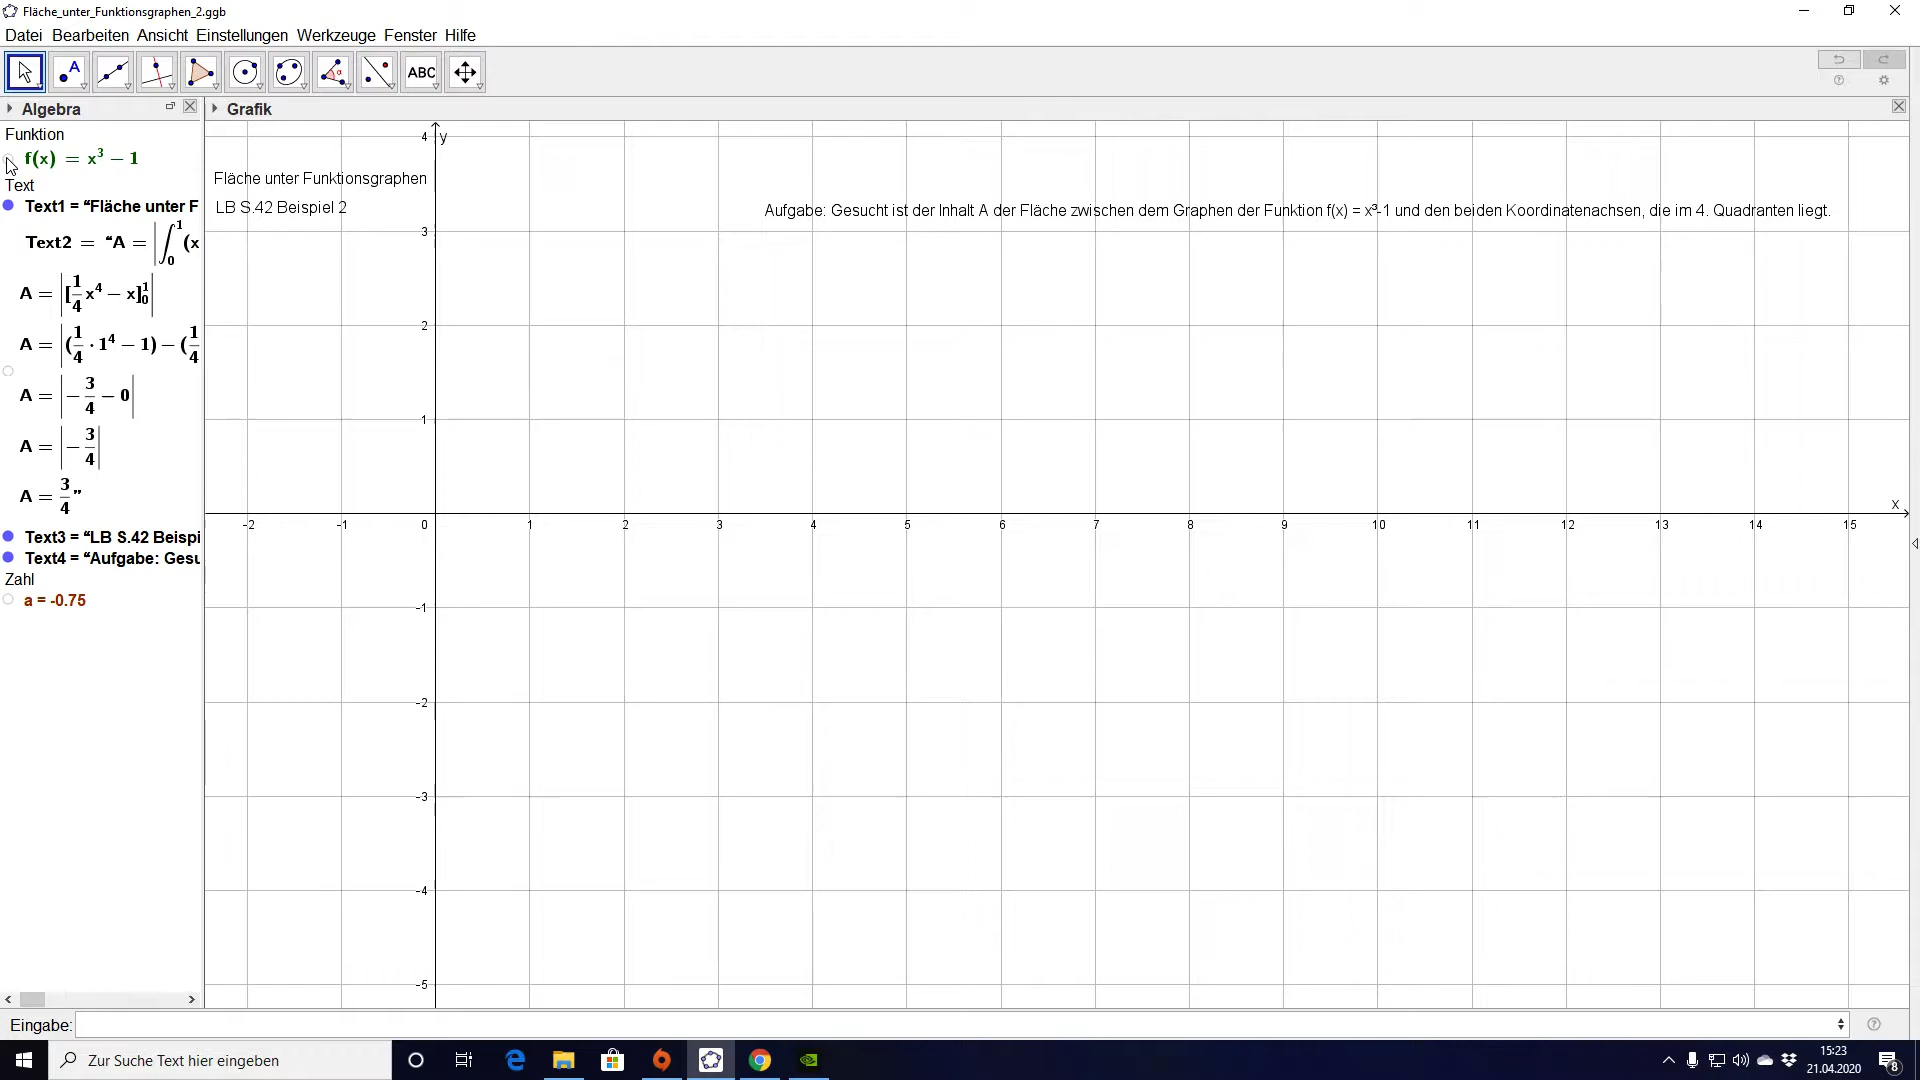 Fläche_unter_Funktionsgraphen_2.ggb
Datei Bearbeiten Ansicht Einstellungen Werkzeuge Fenster Hilfe
A
α
ABC
Algebra
Grafik
Funktion
f(x) = x³ − 1
Text
Text1 = “Fläche unter F
Text2 = “A = |∫₀¹ (x
A = |[1/4 x⁴ − x]₀¹|
A = |(1/4 · 1⁴ − 1) − (1/4
A = |−3/4 − 0|
A = |−3/4|
A = 3/4”
Text3 = “LB S.42 Beispi
Text4 = “Aufgabe: Gesu
Zahl
a = -0.75
Fläche unter Funktionsgraphen
LB S.42 Beispiel 2
Aufgabe: Gesucht ist der Inhalt A der Fläche zwischen dem Graphen der Funktion f(x) = x³-1 und den beiden Koordinatenachsen, die im 4. Quadranten liegt.
y
4
3
2
1
x
-2 -1 0 1 2 3 4 5 6 7 8 9 10 11 12 13 14 15
-1
-2
-3
-4
-5
Eingabe:
Zur Suche Text hier eingeben
15:23
21.04.2020
8